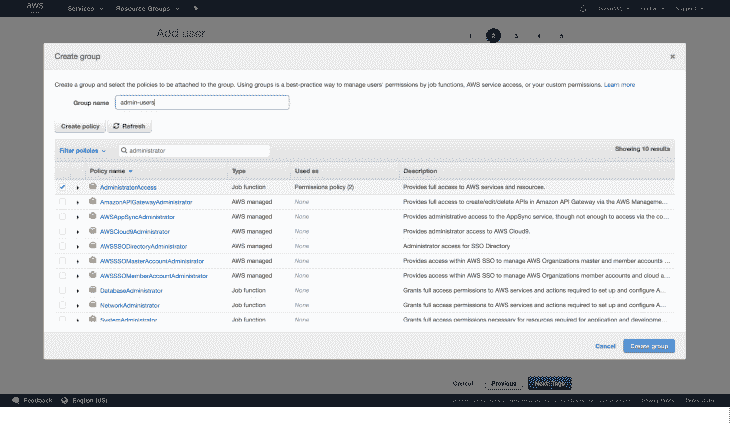 aws Services Resource Groups
Add user 1 2 3 4 5
Create group
Create a group and select the policies to be attached to the group. Using groups is a best-practice way to manage users' permissions by job functions, AWS service access, or your custom permissions. Learn more
Group name admin-users
Create policy Refresh
Filter policies administrator Showing 10 results
Policy name Type Used as Description
AdministratorAccess Job function Permissions policy (2) Provides full access to AWS services and resources.
AmazonAPIGatewayAdministrator AWS managed None Provides full access to create/edit/delete APIs in Amazon API Gateway via the AWS Manageme...
AWSAppSyncAdministrator AWS managed None Provides administrative access to the AppSync service, though not enough to access via the co...
AWSCloud9Administrator AWS managed None Provides administrator access to AWS Cloud9.
AWSSSODirectoryAdministrator AWS managed None Administrator access for SSO Directory
AWSSSOMasterAccountAdministrator AWS managed None Provides access within AWS SSO to manage AWS Organizations master and member accounts ...
AWSSSOMemberAccountAdministrator AWS managed None Provides access within AWS SSO to manage AWS Organizations member accounts and cloud a...
DatabaseAdministrator Job function None Grants full access permissions to AWS services and actions required to set up and configure A...
NetworkAdministrator Job function None Grants full access permissions to AWS services and actions required to set up and configure A...
SystemAdministrator Job function None Grants full access permissions necessary for resources required for application and developme...
Cancel Create group
Cancel Previous Next: Tags
Feedback English (US)